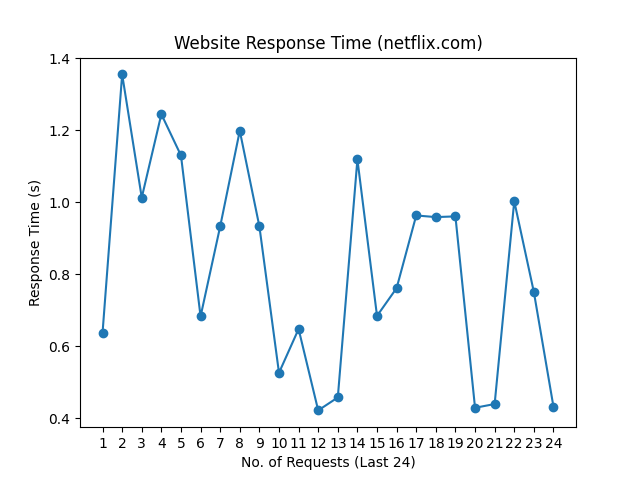 Website Response Time (netflix.com)
1.4
1.2
1.0
0.8
0.6
0.4
Response Time (s)
1 2 3 4 5 6 7 8 9 10 11 12 13 14 15 16 17 18 19 20 21 22 23 24
No. of Requests (Last 24)